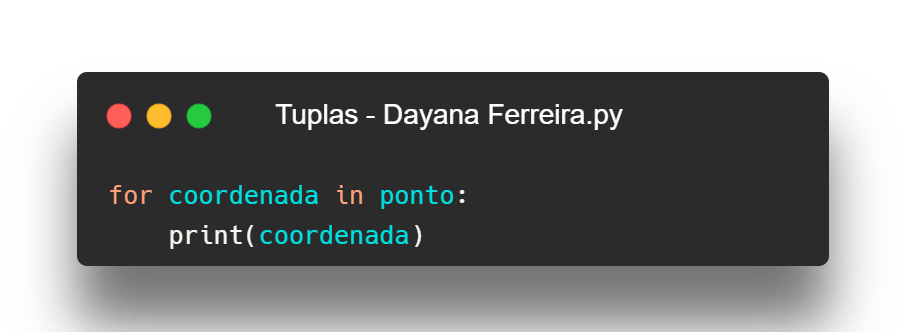 Tuplas - Dayana Ferreira.py
for coordenada in ponto:
    print(coordenada)